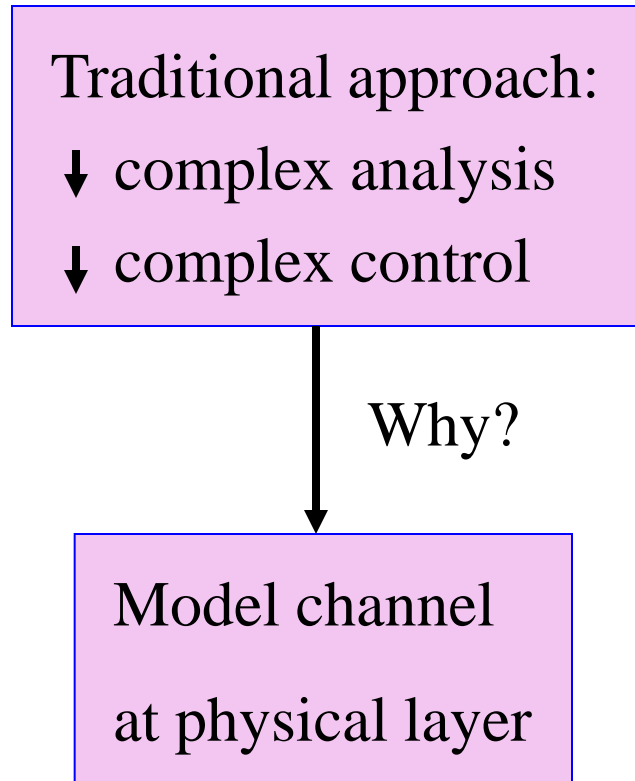 Traditional approach:
complex analysis
complex control
Why?
Model channel
at physical layer